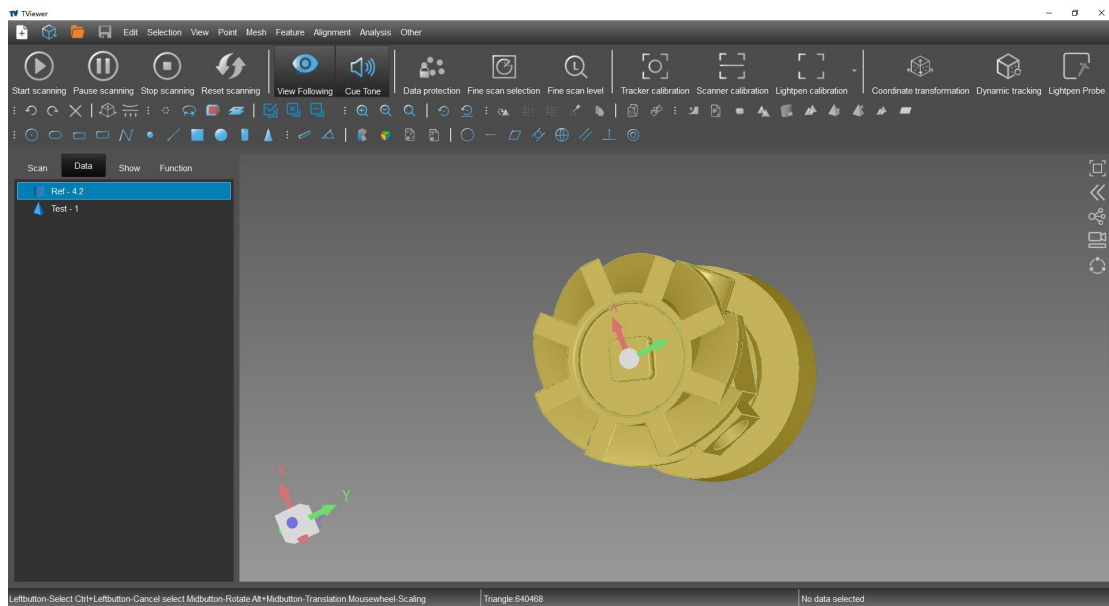 TViewer
Edit Selection View Point Mesh Feature Alignment Analysis Other
Start scanning Pause scanning Stop scanning Reset scanning View Following Cue Tone Data protection Fine scan selection Fine scan level Tracker calibration Scanner calibration Lightpen calibration Coordinate transformation Dynamic tracking Lightpen Probe
Scan Data Show Function
Ref - 4.2
Test - 1
X
X
Y
Leftbutton-Select Ctrl+Leftbutton-Cancel select Midbutton-Rotate Alt+Midbutton-Translation Mousewheel-Scaling Triangle:640468 No data selected